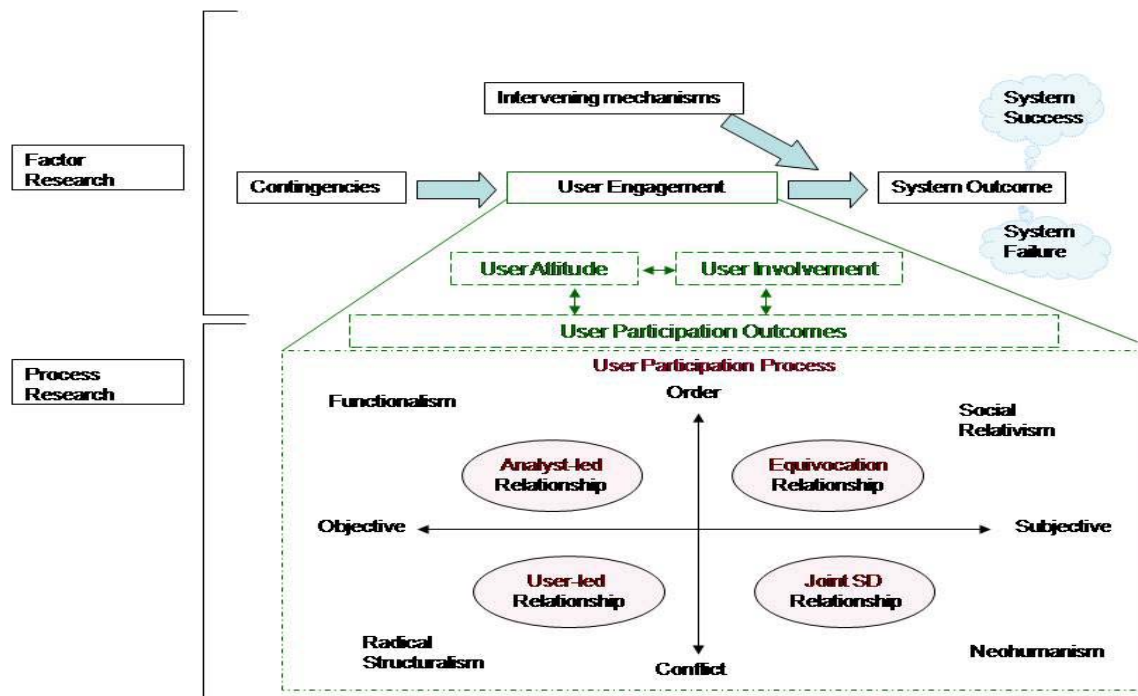 Intervening mechanisms
System
Success
Factor
Research
Contingencies
User Engagement
System Outcome
System
Failure
User Attitude
User Involvement
User Participation Outcomes
Process
Research
User Participation Process
Order
Functionalism
Social
Relativism
Analyst-led
Relationship
Equivocation
Relationship
Objective
Subjective
User-led
Relationship
Joint SD
Relationship
Radical
Structuralism
Conflict
Neohumanism